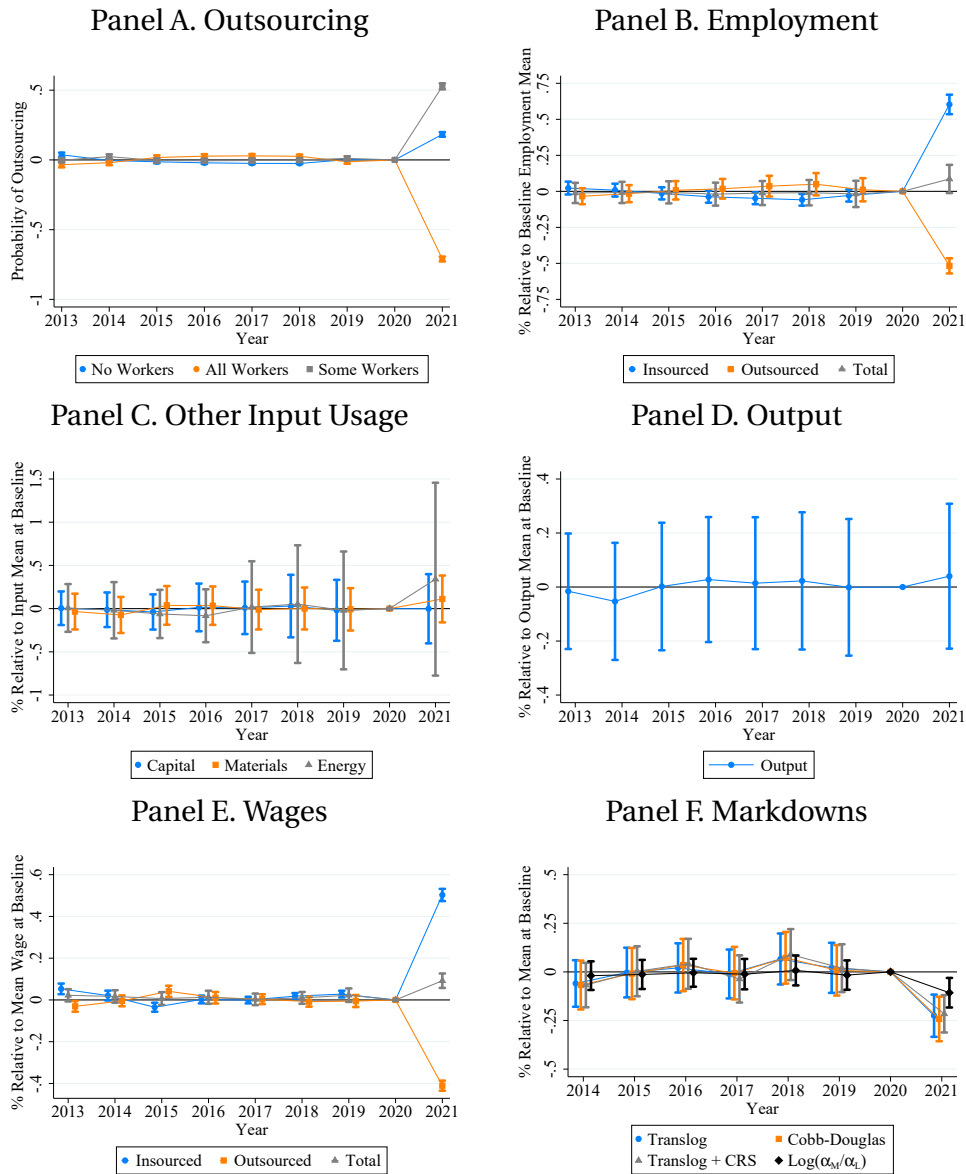 Panel A. Outsourcing
Probability of Outsourcing
.5
0
-.5
-1
2013 2014 2015 2016 2017 2018 2019 2020 2021
Year
No Workers All Workers Some Workers
Panel B. Employment
% Relative to Baseline Employment Mean
.75
.5
.25
0
-.25
-.5
-.75
2013 2014 2015 2016 2017 2018 2019 2020 2021
Year
Insourced Outsourced Total
Panel C. Other Input Usage
% Relative to Input Mean at Baseline
1.5
1
.5
0
-.5
-1
2013 2014 2015 2016 2017 2018 2019 2020 2021
Year
Capital Materials Energy
Panel D. Output
% Relative to Output Mean at Baseline
.4
.2
0
-.2
-.4
2013 2014 2015 2016 2017 2018 2019 2020 2021
Year
Output
Panel E. Wages
% Relative to Mean Wage at Baseline
.6
.4
.2
0
-.2
-.4
2013 2014 2015 2016 2017 2018 2019 2020 2021
Year
Insourced Outsourced Total
Panel F. Markdowns
% Relative to Mean at Baseline
.5
.25
0
-.25
-.5
2014 2015 2016 2017 2018 2019 2020 2021
Year
Translog Cobb-Douglas
Translog + CRS Log(α_M/α_L)